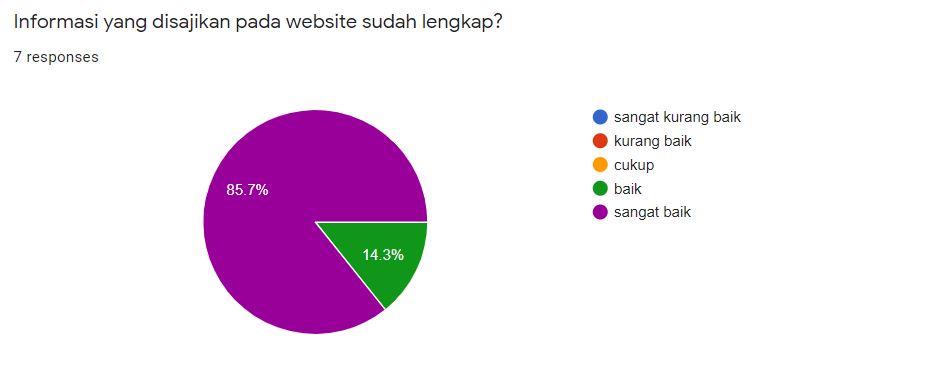 Informasi yang disajikan pada website sudah lengkap?
7 responses
85.7%
14.3%
sangat kurang baik
kurang baik
cukup
baik
sangat baik